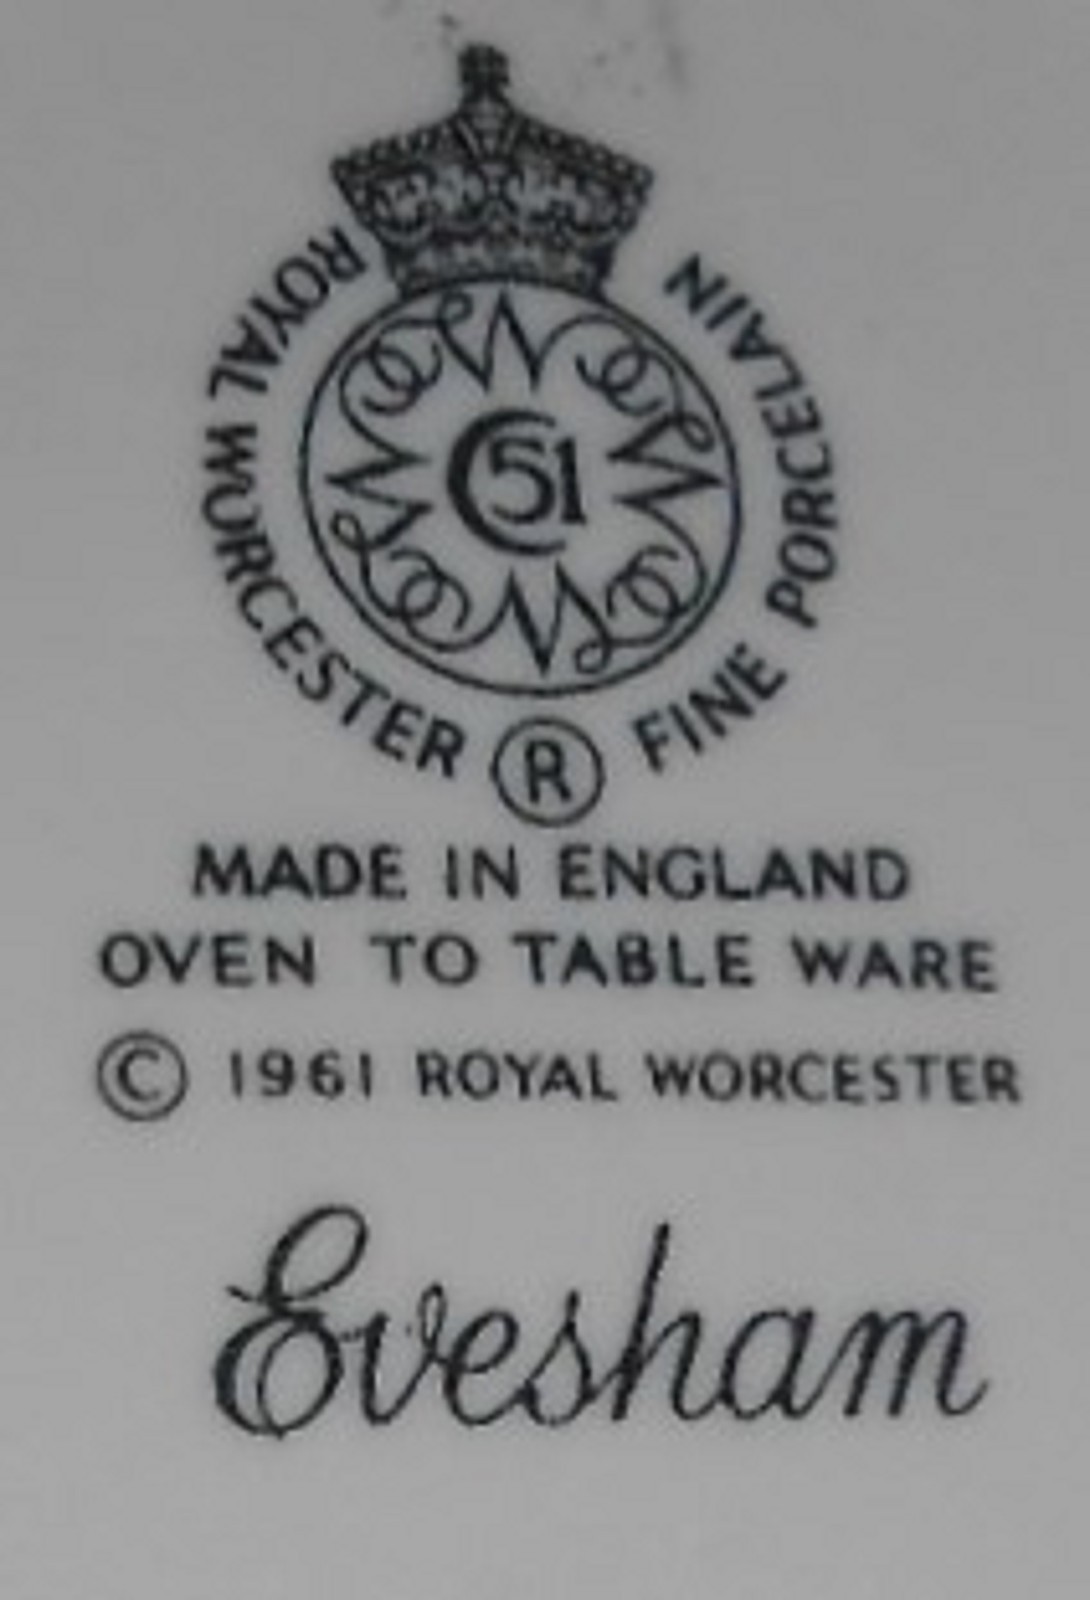 ROYAL WORCESTER ® FINE PORCELAIN
C51
MADE IN ENGLAND
OVEN TO TABLE WARE
© 1961 ROYAL WORCESTER
Evesham